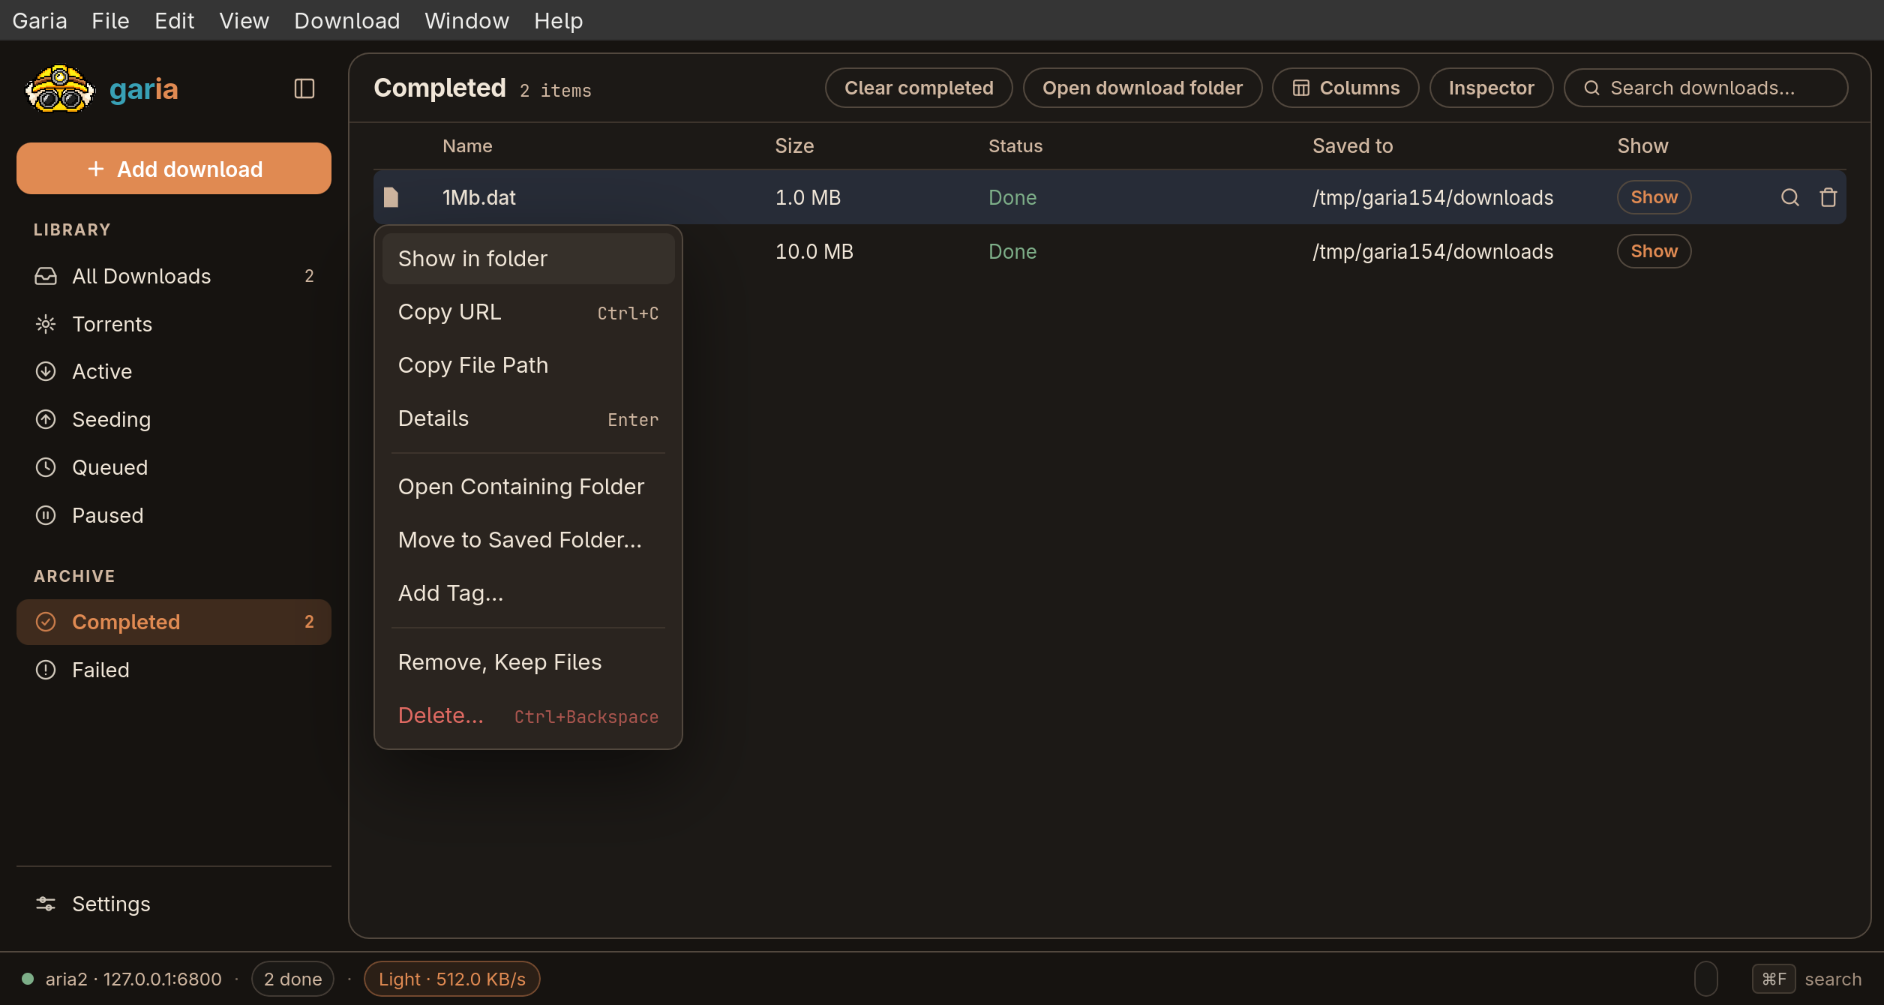 Garia File Edit View Download Window Help
garia
Completed 2 items
Clear completed
Open download folder
Columns
Inspector
Search downloads...
+ Add download
Name Size Status Saved to Show
1Mb.dat 1.0 MB Done /tmp/garia154/downloads Show
10.0 MB Done /tmp/garia154/downloads Show
LIBRARY
All Downloads 2
Torrents
Active
Seeding
Queued
Paused
ARCHIVE
Completed 2
Failed
Settings
Show in folder
Copy URL Ctrl+C
Copy File Path
Details Enter
Open Containing Folder
Move to Saved Folder...
Add Tag...
Remove, Keep Files
Delete... Ctrl+Backspace
aria2 · 127.0.0.1:6800 · 2 done · Light · 512.0 KB/s
⌘F search